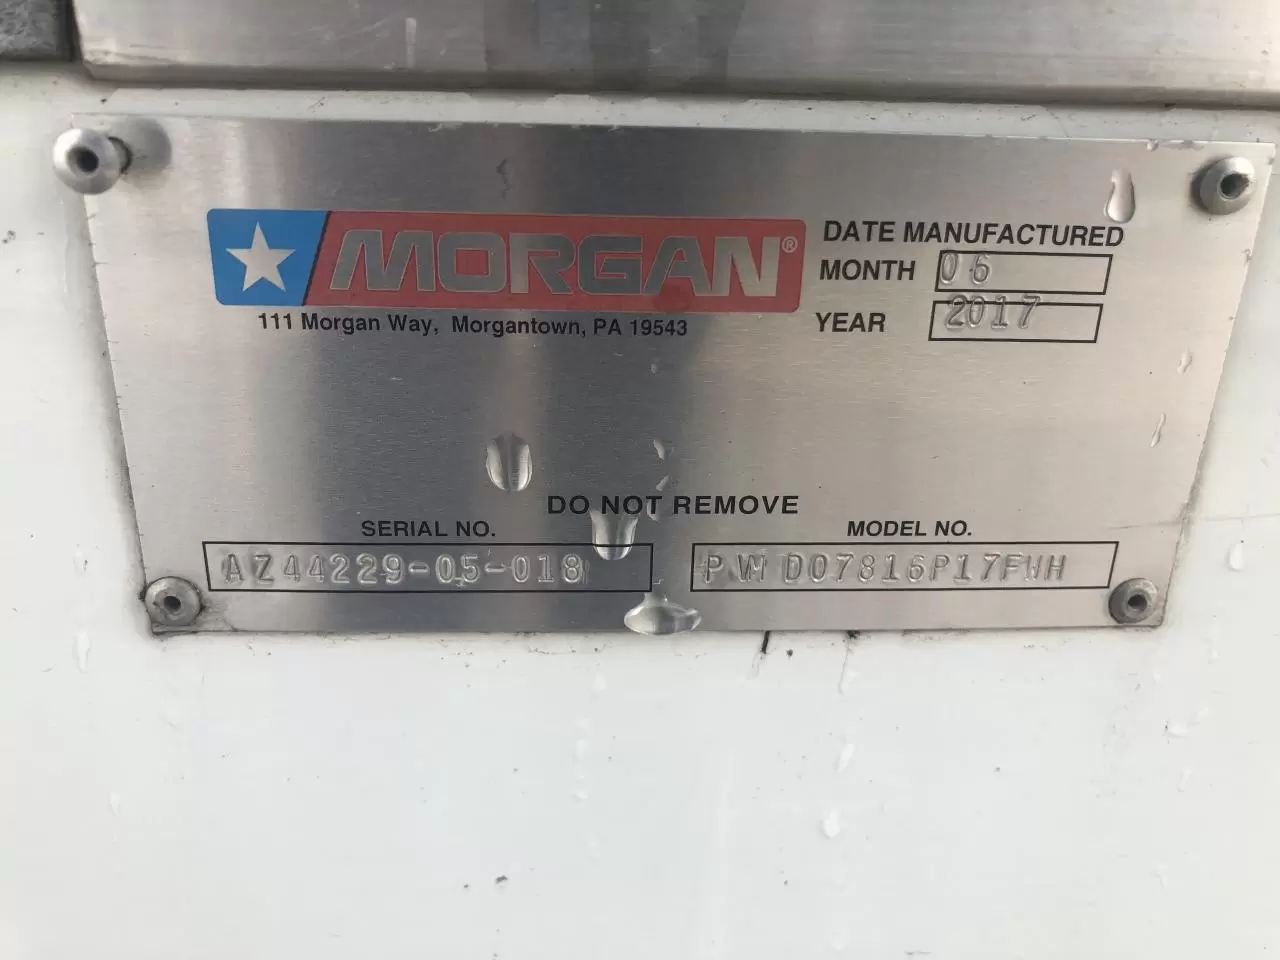 MORGAN®
111 Morgan Way, Morgantown, PA 19543
DATE MANUFACTURED
MONTH 06
YEAR 2017
DO NOT REMOVE
SERIAL NO.
AZ44229-05-018
MODEL NO.
PWMD07816P17FWH